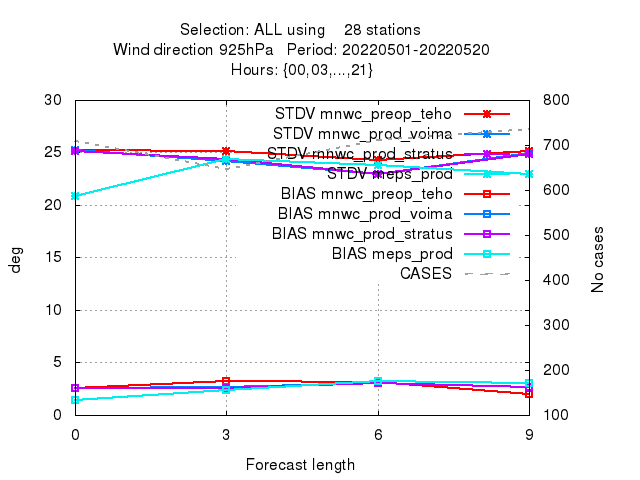 Selection: ALL using 28 stations
Wind direction 925hPa Period: 20220501-20220520
Hours: {00,03,...,21}
30 800
STDV mnwc_preop_teho
STDV mnwc_prod_voima
700
25
STDV mnwc_prod_stratus
STDV meps_prod
600
BIAS mnwc_preop_teho
20
BIAS mnwc_prod_voima
500
BIAS mnwc_prod_stratus
deg
15
BIAS meps_prod
No cases
CASES
400
10
300
5
200
0 100
0 3 6 9
Forecast length